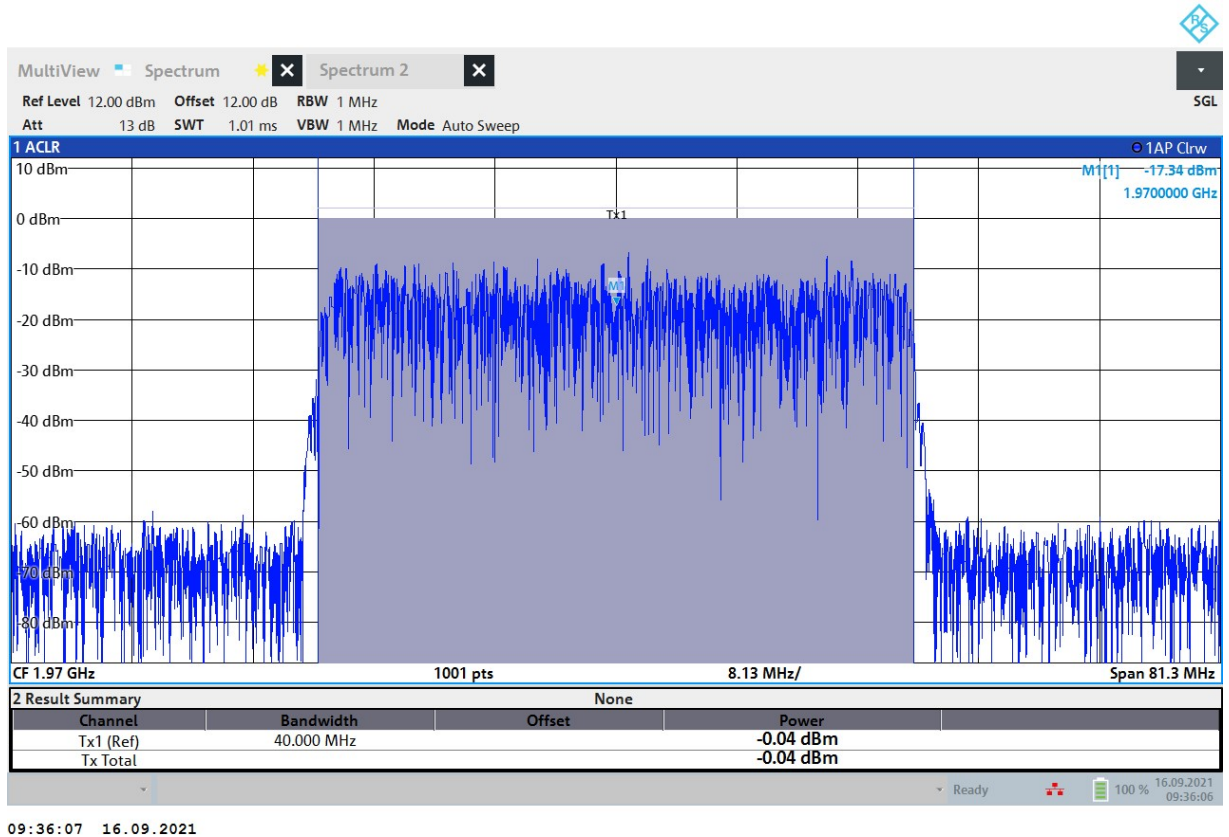 R&S
MultiView Spectrum Spectrum 2
Ref Level 12.00 dBm Offset 12.00 dB RBW 1 MHz SGL
Att 13 dB SWT 1.01 ms VBW 1 MHz Mode Auto Sweep
1 ACLR 1AP Clrw
10 dBm M1[1] -17.34 dBm
1.9700000 GHz
Tx1
0 dBm
-10 dBm
M1
-20 dBm
-30 dBm
-40 dBm
-50 dBm
-60 dBm
-70 dBm
-80 dBm
CF 1.97 GHz 1001 pts 8.13 MHz/ Span 81.3 MHz
2 Result Summary None
Channel Bandwidth Offset Power
Tx1 (Ref) 40.000 MHz -0.04 dBm
Tx Total -0.04 dBm
Ready 100 % 16.09.2021
09:36:06
09:36:07 16.09.2021